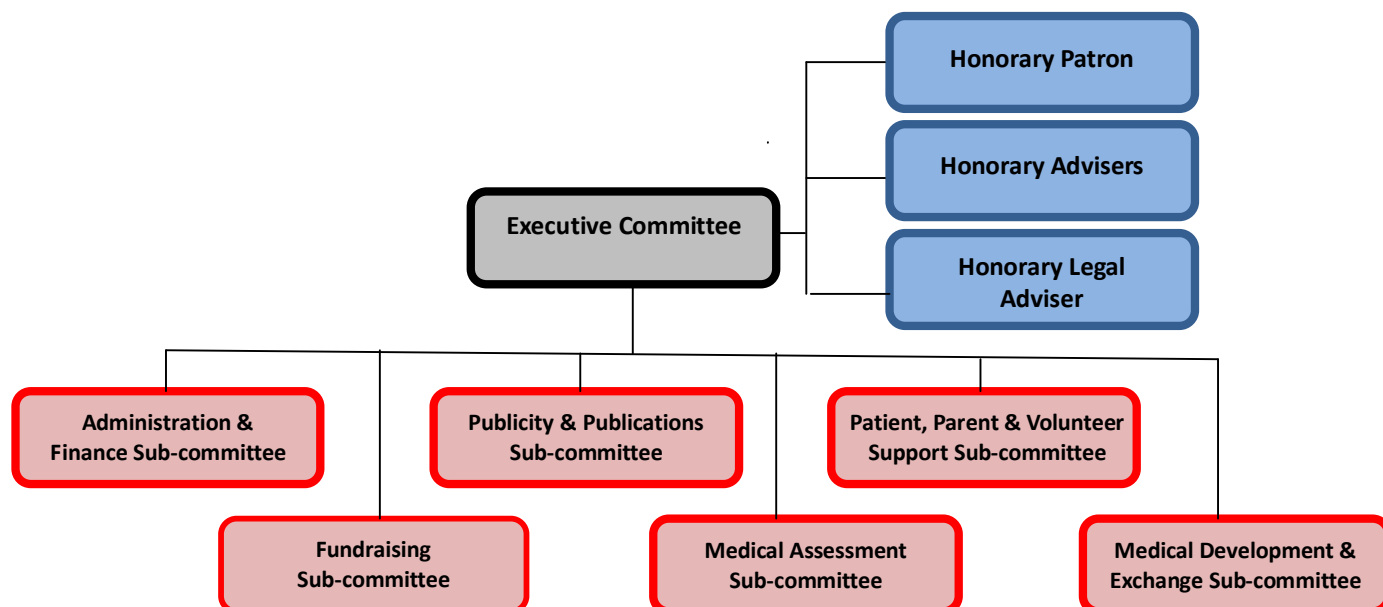 Honorary Patron
Honorary Advisers
Executive Committee
Honorary Legal
Adviser
Administration &
Finance Sub-committee
Publicity & Publications
Sub-committee
Patient, Parent & Volunteer
Support Sub-committee
Fundraising
Sub-committee
Medical Assessment
Sub-committee
Medical Development &
Exchange Sub-committee